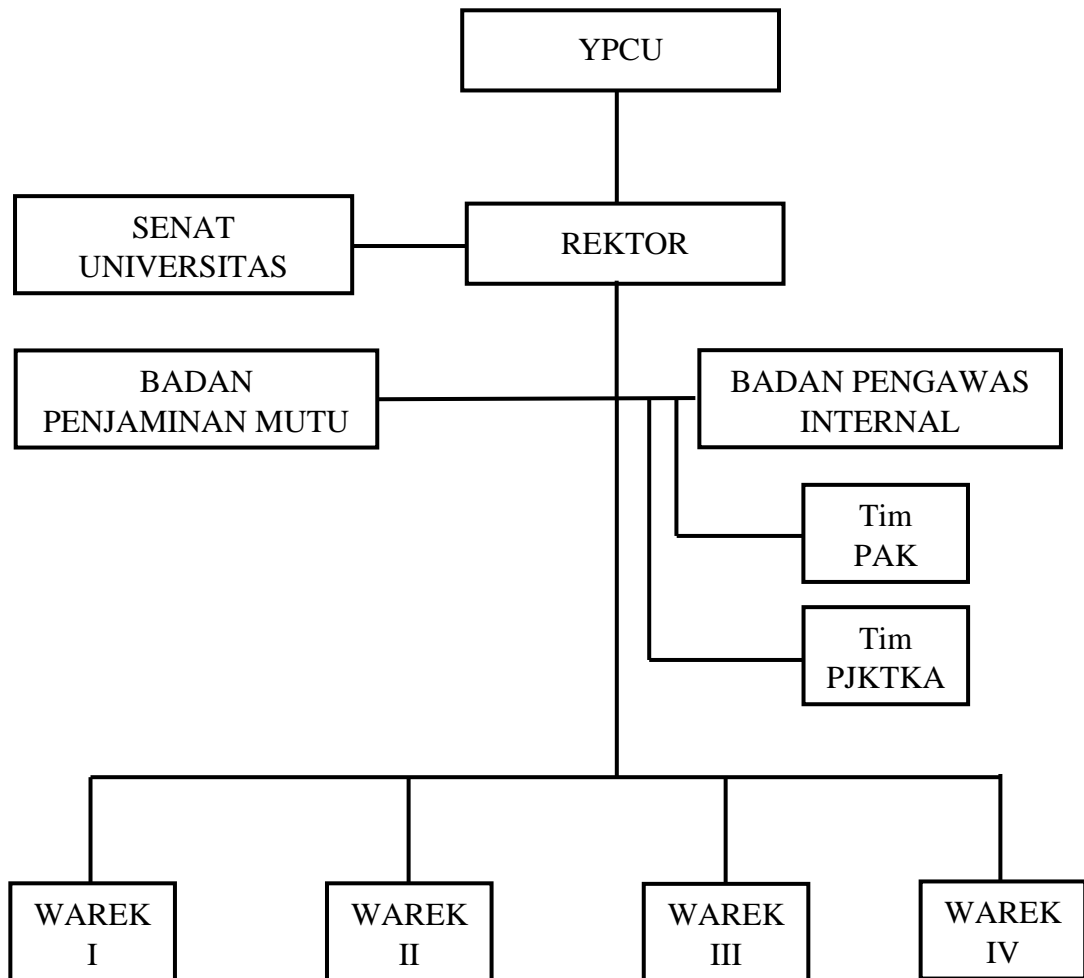 YPCU
SENAT
UNIVERSITAS
REKTOR
BADAN
PENJAMINAN MUTU
BADAN PENGAWAS
INTERNAL
Tim
PAK
Tim
PJKTKA
WAREK
I
WAREK
II
WAREK
III
WAREK
IV